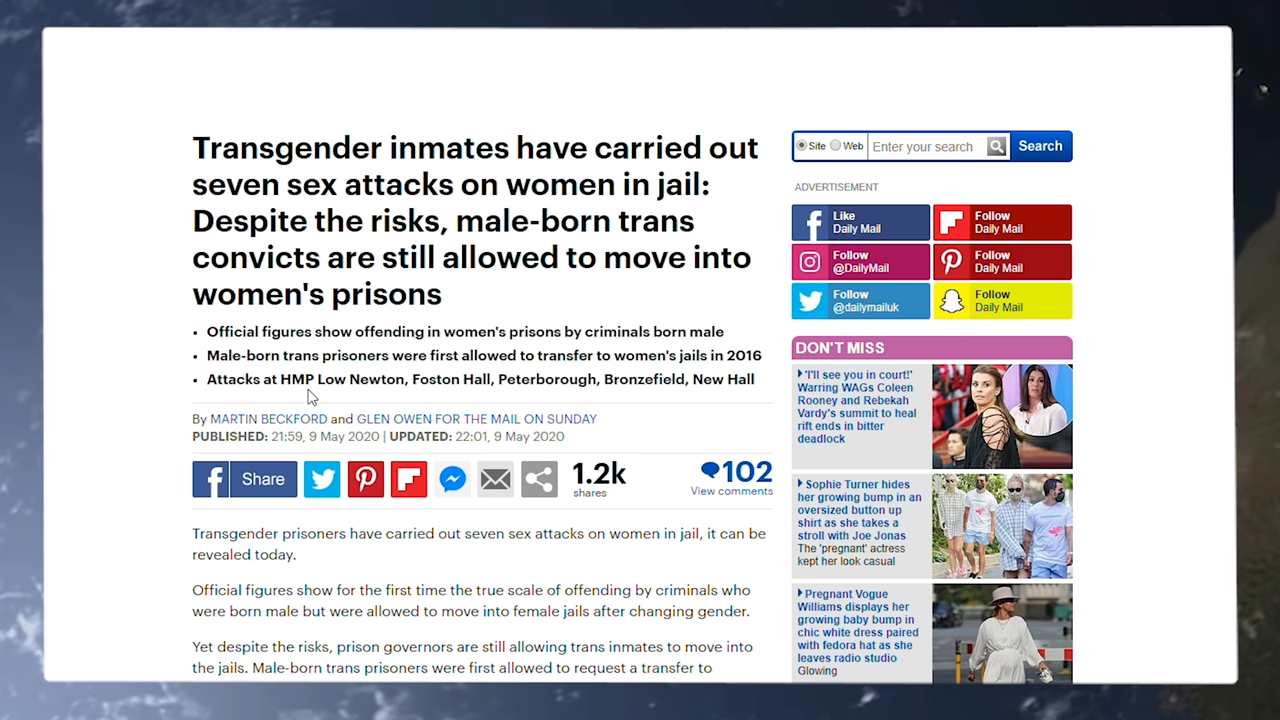 Transgender inmates have carried out
seven sex attacks on women in jail:
Despite the risks, male-born trans
convicts are still allowed to move into
women's prisons
• Official figures show offending in women's prisons by criminals born male
• Male-born trans prisoners were first allowed to transfer to women's jails in 2016
• Attacks at HMP Low Newton, Foston Hall, Peterborough, Bronzefield, New Hall
By MARTIN BECKFORD and GLEN OWEN FOR THE MAIL ON SUNDAY
PUBLISHED: 21:59, 9 May 2020 | UPDATED: 22:01, 9 May 2020
Share
1.2k
shares
102
View comments
Transgender prisoners have carried out seven sex attacks on women in jail, it can be
revealed today.
Official figures show for the first time the true scale of offending by criminals who
were born male but were allowed to move into female jails after changing gender.
Yet despite the risks, prison governors are still allowing trans inmates to move into
the jails. Male-born trans prisoners were first allowed to request a transfer to
Site Web Enter your search Search
ADVERTISEMENT
Like
Daily Mail
Follow
Daily Mail
Follow
@DailyMail
Follow
Daily Mail
Follow
@dailymailuk
Follow
Daily Mail
DON'T MISS
'I'll see you in court!'
Warring WAGs Coleen
Rooney and Rebekah
Vardy's summit to heal
rift ends in bitter
deadlock
Sophie Turner hides
her growing bump in an
oversized button up
shirt as she takes a
stroll with Joe Jonas
The 'pregnant' actress
kept her look casual
Pregnant Vogue
Williams displays her
growing baby bump in
chic white dress paired
with fedora hat as she
leaves radio studio
Glowing